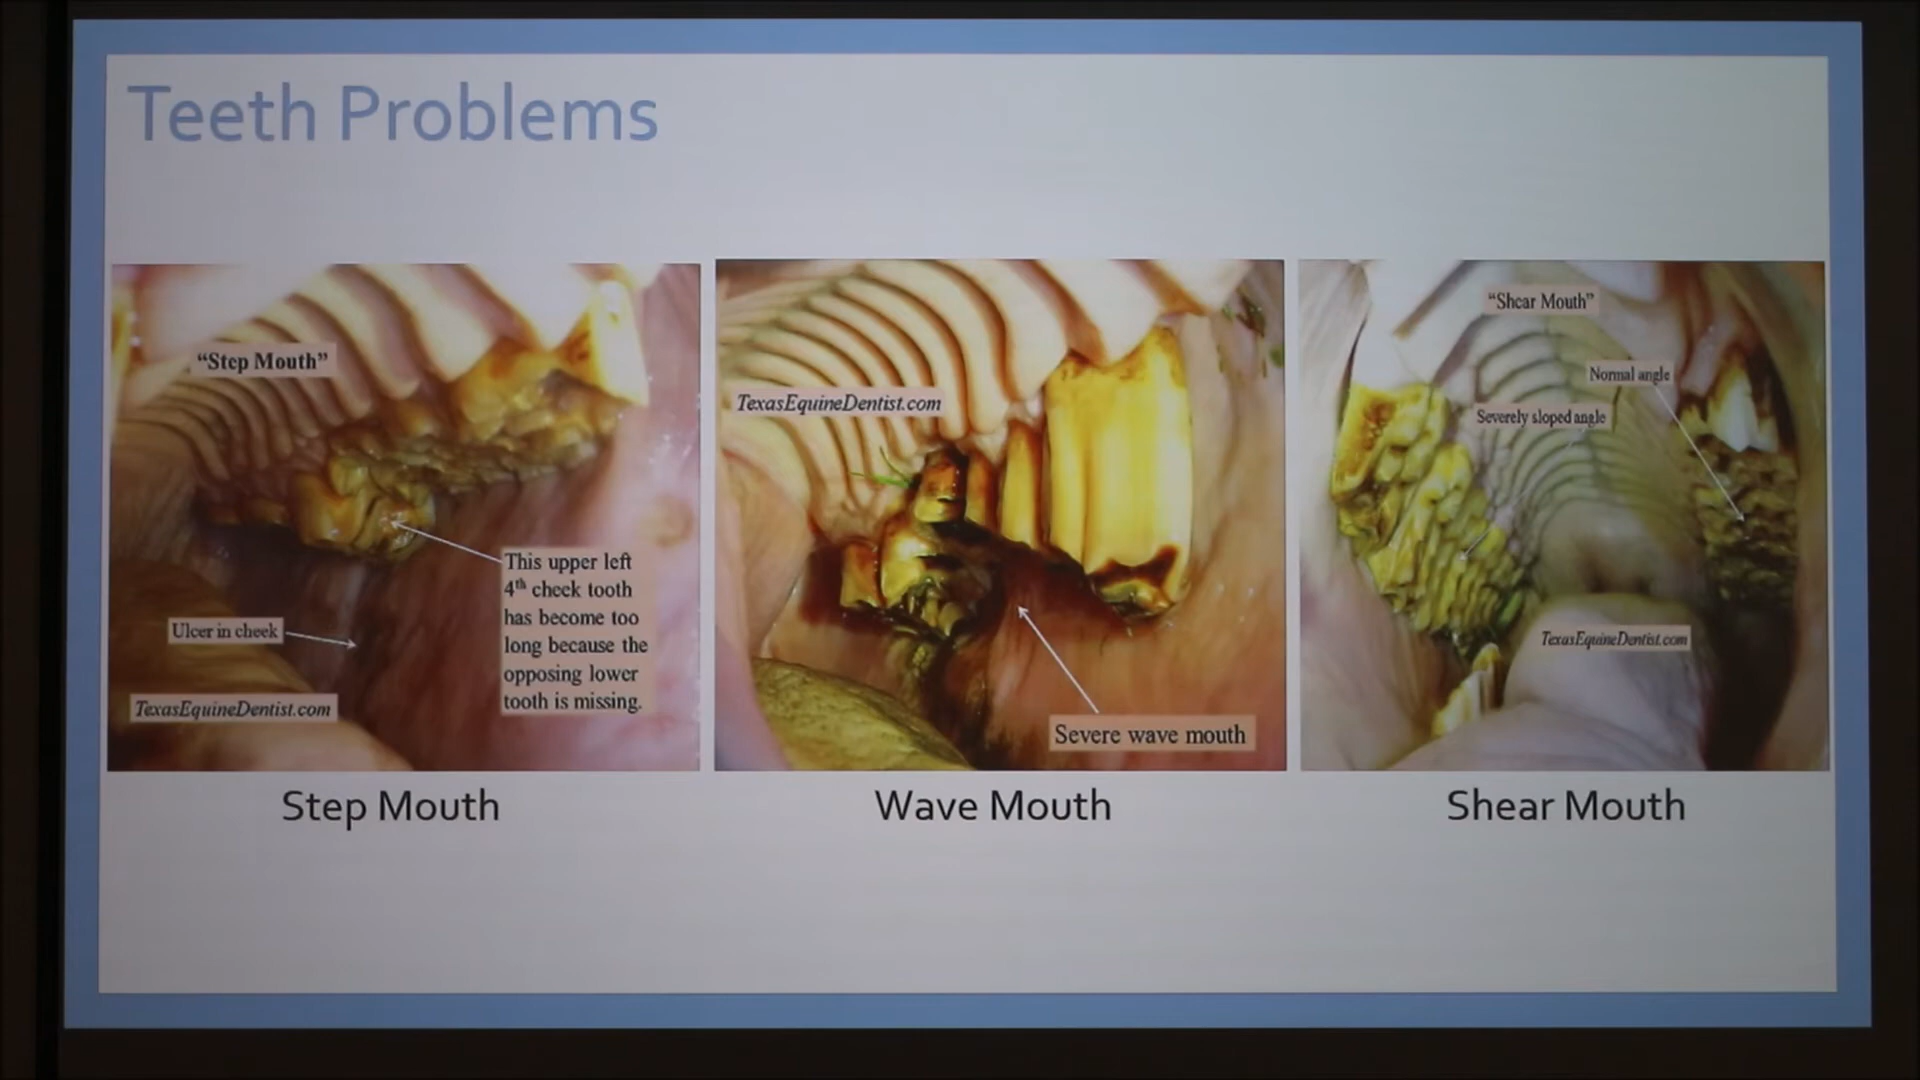 Teeth Problems
“Step Mouth”
This upper left
4th cheek tooth
has become too
long because the
opposing lower
tooth is missing.
Ulcer in cheek
TexasEquineDentist.com
TexasEquineDentist.com
Severe wave mouth
“Shear Mouth”
Normal angle
Severely sloped angle
TexasEquineDentist.com
Step Mouth
Wave Mouth
Shear Mouth